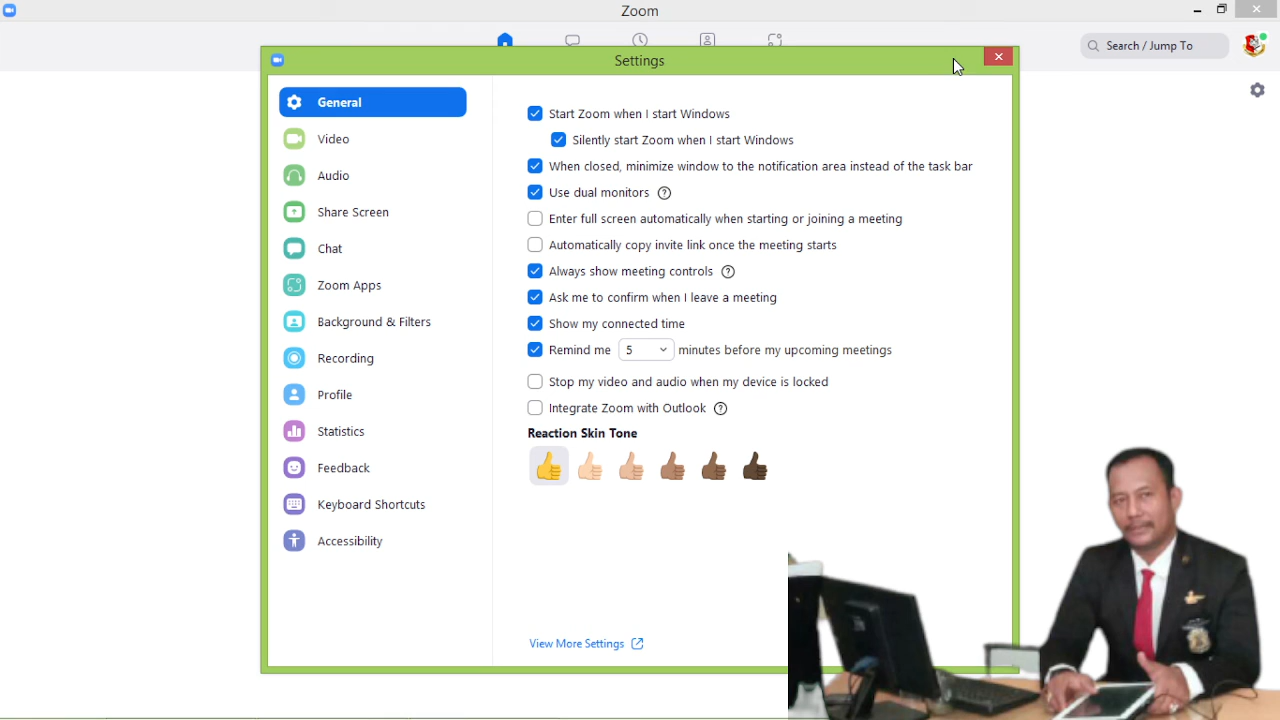 Zoom
Search / Jump To
Settings
General
Video
Audio
Share Screen
Chat
Zoom Apps
Background & Filters
Recording
Profile
Statistics
Feedback
Keyboard Shortcuts
Accessibility
Start Zoom when I start Windows
Silently start Zoom when I start Windows
When closed, minimize window to the notification area instead of the task bar
Use dual monitors
Enter full screen automatically when starting or joining a meeting
Automatically copy invite link once the meeting starts
Always show meeting controls
Ask me to confirm when I leave a meeting
Show my connected time
Remind me 5 minutes before my upcoming meetings
Stop my video and audio when my device is locked
Integrate Zoom with Outlook
Reaction Skin Tone
View More Settings